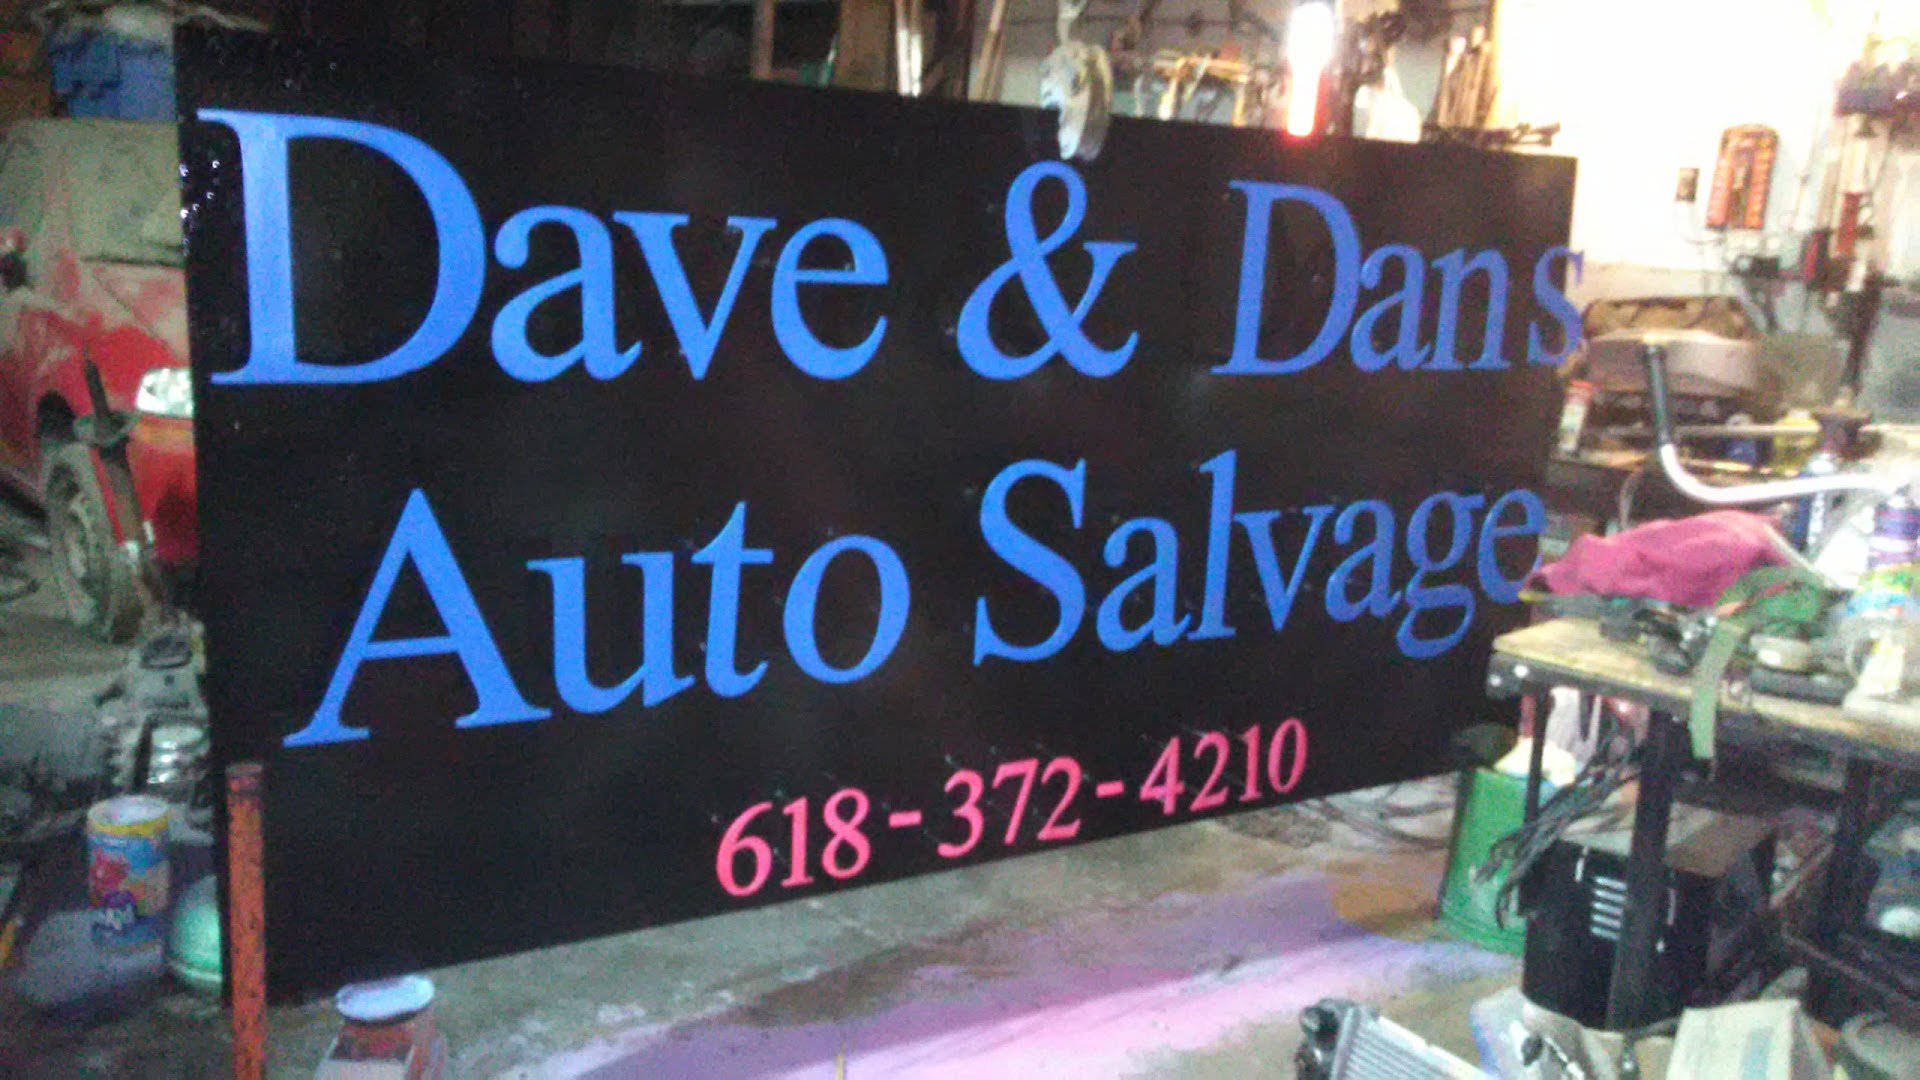 Dave & Dans
Auto Salvage
618-372-4210